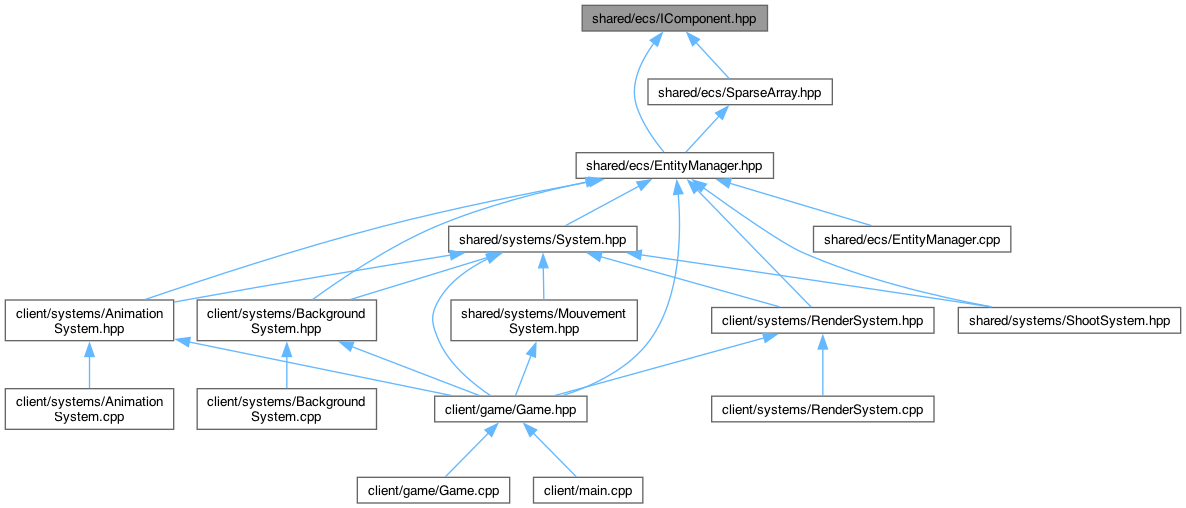 shared/ecs/IComponent.hpp
shared/ecs/SparseArray.hpp
shared/ecs/EntityManager.hpp
shared/systems/System.hpp
shared/ecs/EntityManager.cpp
client/systems/Animation
System.hpp
client/systems/Background
System.hpp
shared/systems/Mouvement
System.hpp
client/systems/RenderSystem.hpp
shared/systems/ShootSystem.hpp
client/systems/Animation
System.cpp
client/systems/Background
System.cpp
client/game/Game.hpp
client/systems/RenderSystem.cpp
client/game/Game.cpp
client/main.cpp